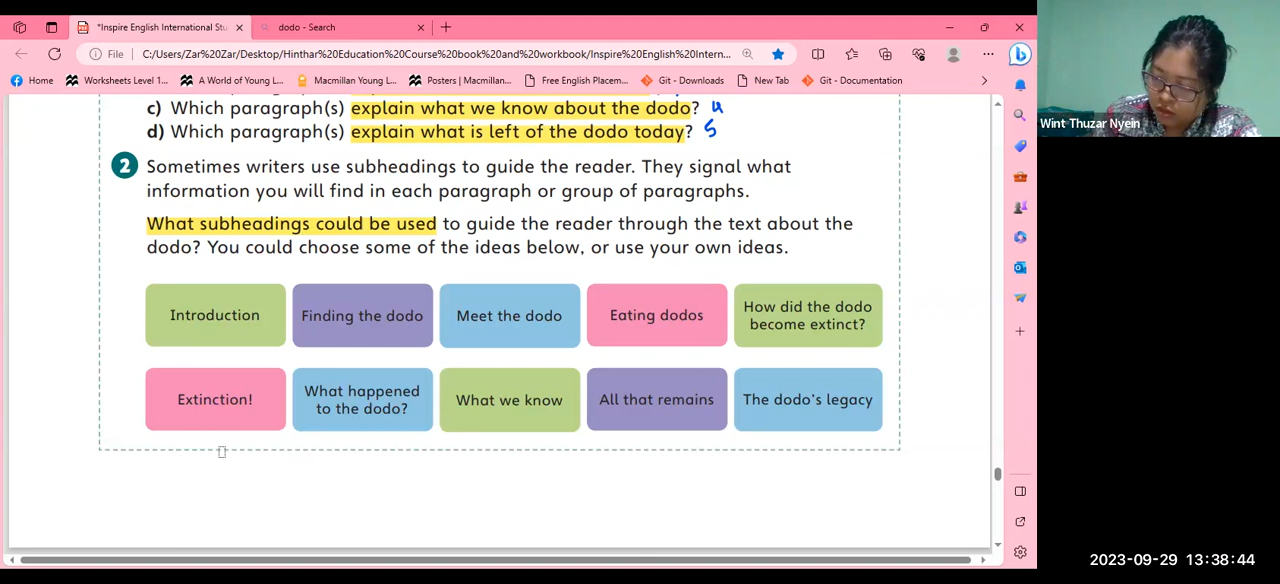 *Inspire English International Stu
dodo - Search
File
C:/Users/Zar%20Zar/Desktop/Hinthar%20Education%20Course%20book%20and%20workbook/Inspire%20English%20Intern...
Home
Worksheets Level 1...
A World of Young L...
Macmillan Young L...
Posters | Macmillan...
Free English Placem...
Git - Downloads
New Tab
Git - Documentation
c) Which paragraph(s) explain what we know about the dodo? 4
d) Which paragraph(s) explain what is left of the dodo today? 5
2 Sometimes writers use subheadings to guide the reader. They signal what
information you will find in each paragraph or group of paragraphs.
What subheadings could be used to guide the reader through the text about the
dodo? You could choose some of the ideas below, or use your own ideas.
Introduction
Finding the dodo
Meet the dodo
Eating dodos
How did the dodo
become extinct?
Extinction!
What happened
to the dodo?
What we know
All that remains
The dodo's legacy
Wint Thuzar Nyein
2023-09-29 13:38:44